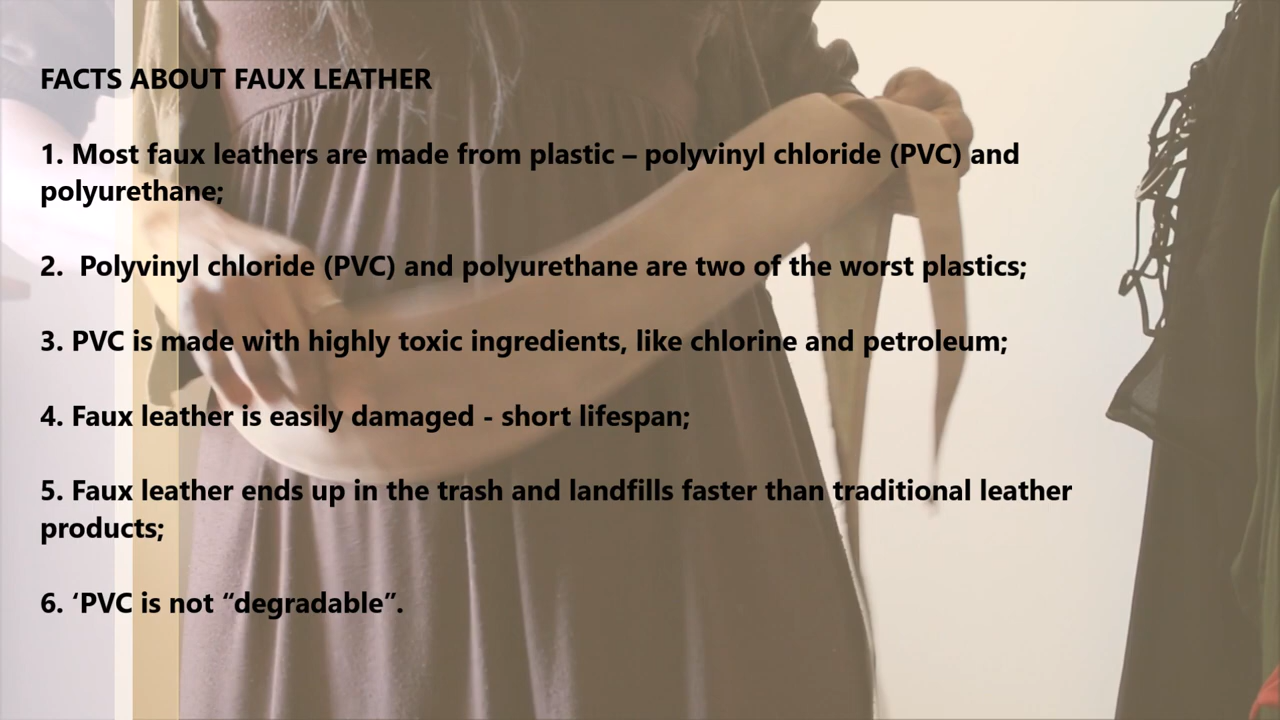 FACTS ABOUT FAUX LEATHER
1. Most faux leathers are made from plastic – polyvinyl chloride (PVC) and
polyurethane;
2.  Polyvinyl chloride (PVC) and polyurethane are two of the worst plastics;
3. PVC is made with highly toxic ingredients, like chlorine and petroleum;
4. Faux leather is easily damaged - short lifespan;
5. Faux leather ends up in the trash and landfills faster than traditional leather
products;
6. ‘PVC is not “degradable”.